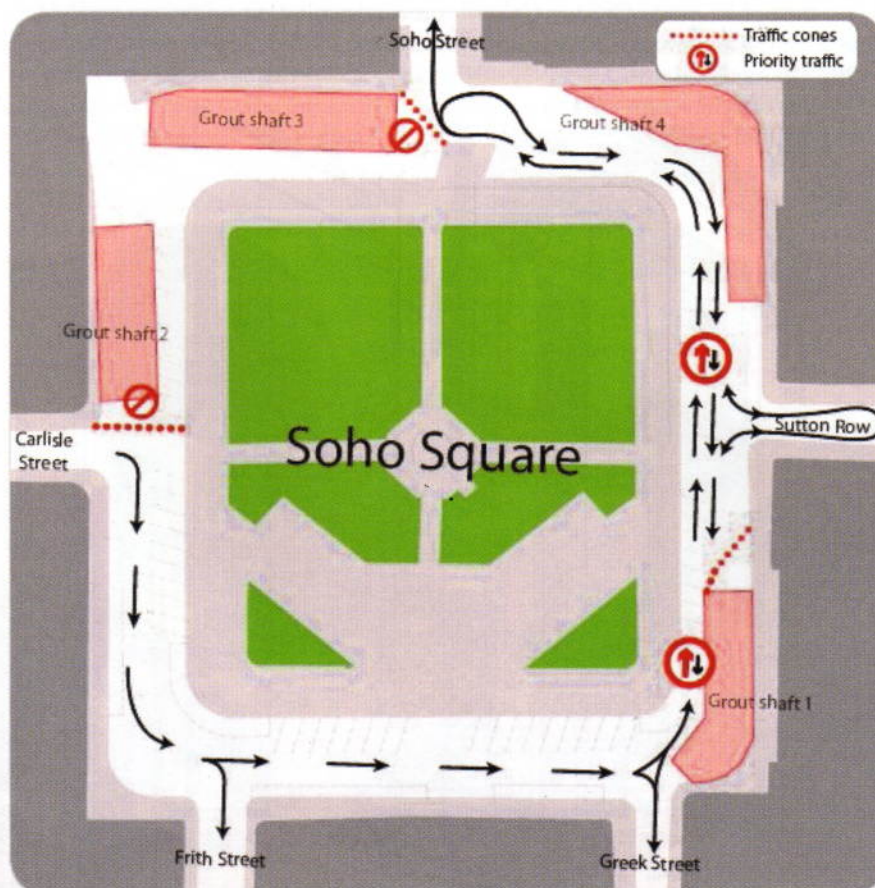 Soho Street
Traffic cones
Priority traffic
Grout shaft 3
Grout shaft 4
Grout shaft 2
Carlisle
Street
Soho Square
Sutton Row
Grout shaft 1
Frith Street
Greek Street